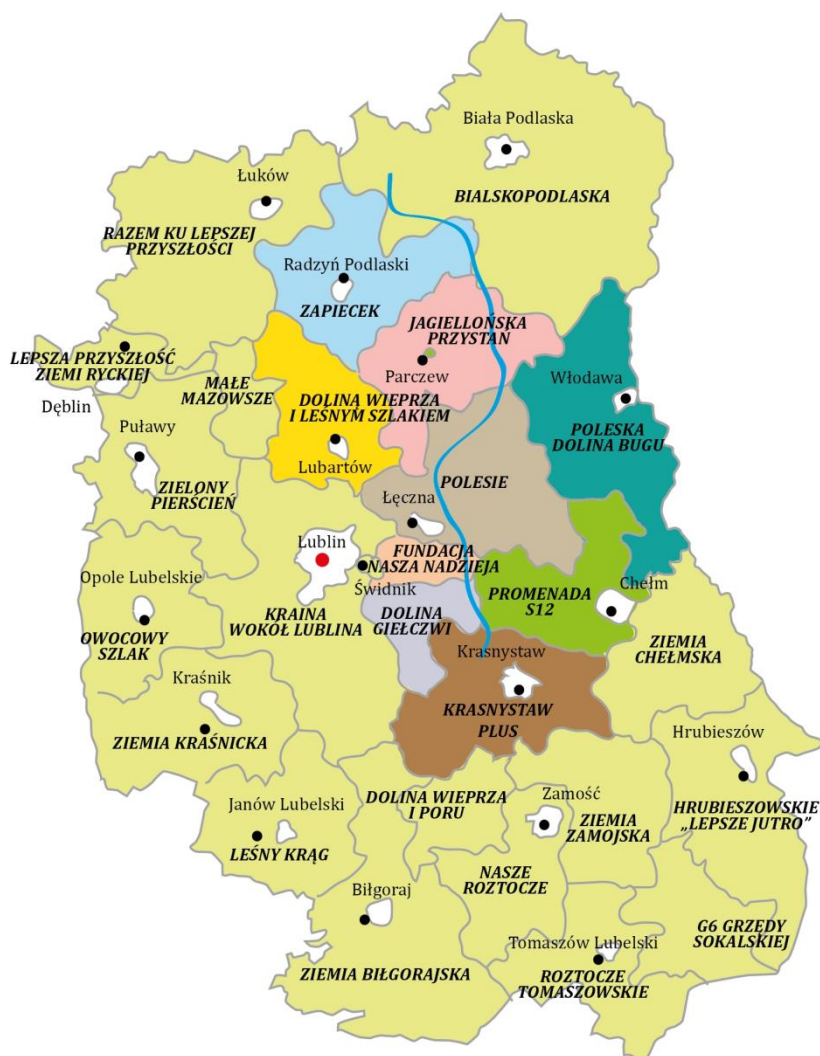 Biała Podlaska
BIALSKOPODLASKA
Łuków
RAZEM KU LEPSZEJ
PRZYSZŁOŚCI
Radzyń Podlaski
ZAPIECEK
JAGIELLOŃSKA
PRZYSTAŃ
Parczew
LEPSZA PRZYSZŁOŚĆ
ZIEMI RYCKIEJ
Dęblin
MAŁE
MAZOWSZE
DOLINA WIEPRZA
I LEŚNYM SZLAKIEM
Lubartów
Włodawa
POLESKA
DOLINA BUGU
Puławy
ZIELONY
PIERŚCIEŃ
POLESIE
Łęczna
Lublin
FUNDACJA
NASZA NADZIEJA
Świdnik
Opole Lubelskie
OWOCOWY
SZLAK
KRAINA
WOKÓŁ LUBLINA
DOLINA
GIEŁCZWI
PROMENADA
S12
Chełm
ZIEMIA
CHEŁMSKA
Krasnystaw
KRASNYSTAW
PLUS
Kraśnik
ZIEMIA KRAŚNICKA
Hrubieszów
HRUBIESZOWSKIE
„LEPSZE JUTRO”
Janów Lubelski
LEŚNY KRĄG
DOLINA WIEPRZA
I PORU
Zamość
ZIEMIA
ZAMOJSKA
NASZE
ROZTOCZE
Biłgoraj
ZIEMIA BIŁGORAJSKA
Tomaszów Lubelski
ROZTOCZE
TOMASZOWSKIE
G6 GRZĘDY
SOKALSKIEJ